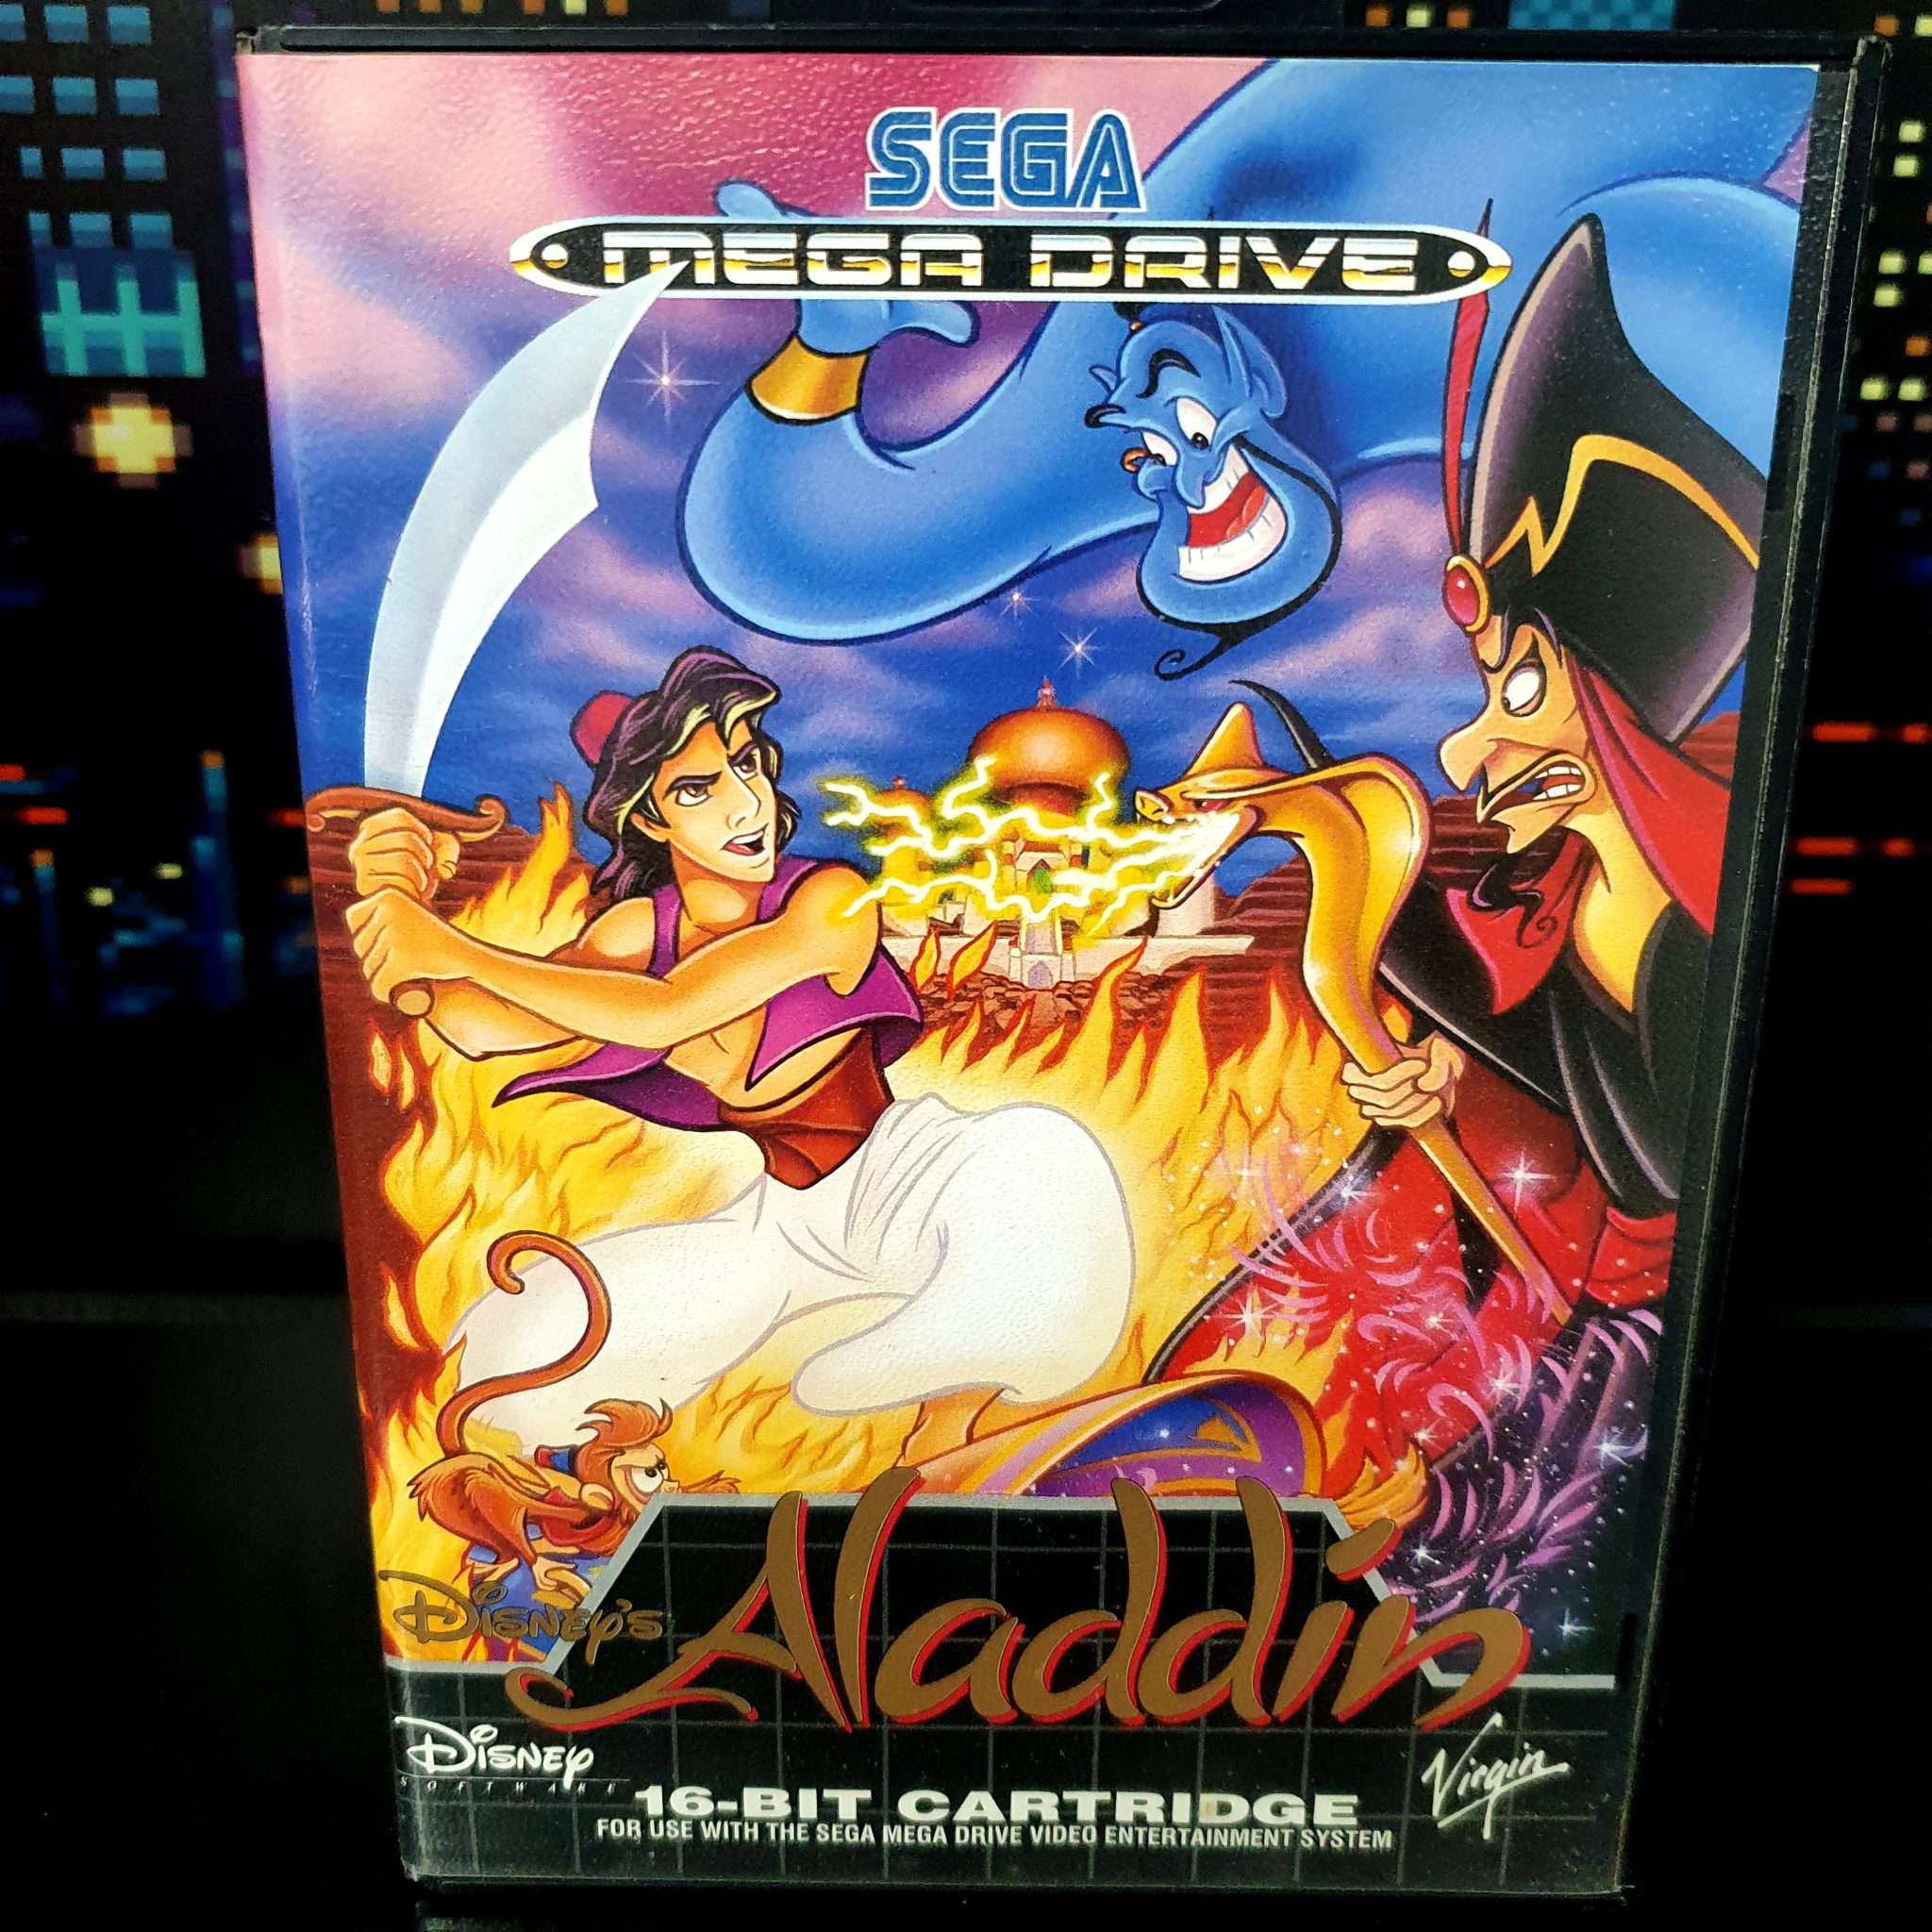 SEGA
MEGA DRIVE
Disney's Aladdin
Disney
SOFTWARE
Virgin
16-BIT CARTRIDGE
FOR USE WITH THE SEGA MEGA DRIVE VIDEO ENTERTAINMENT SYSTEM